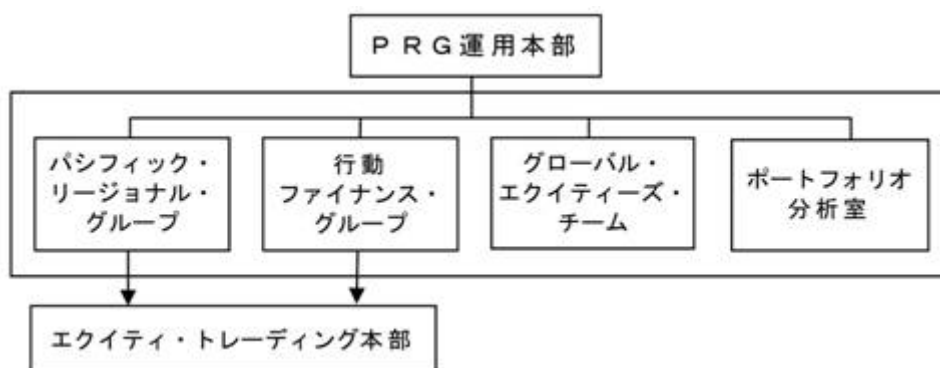 ＰＲＧ運用本部
パシフィック・
リージョナル・
グループ
行動
ファイナンス・
グループ
グローバル・
エクイティーズ・
チーム
ポートフォリオ
分析室
エクイティ・トレーディング本部